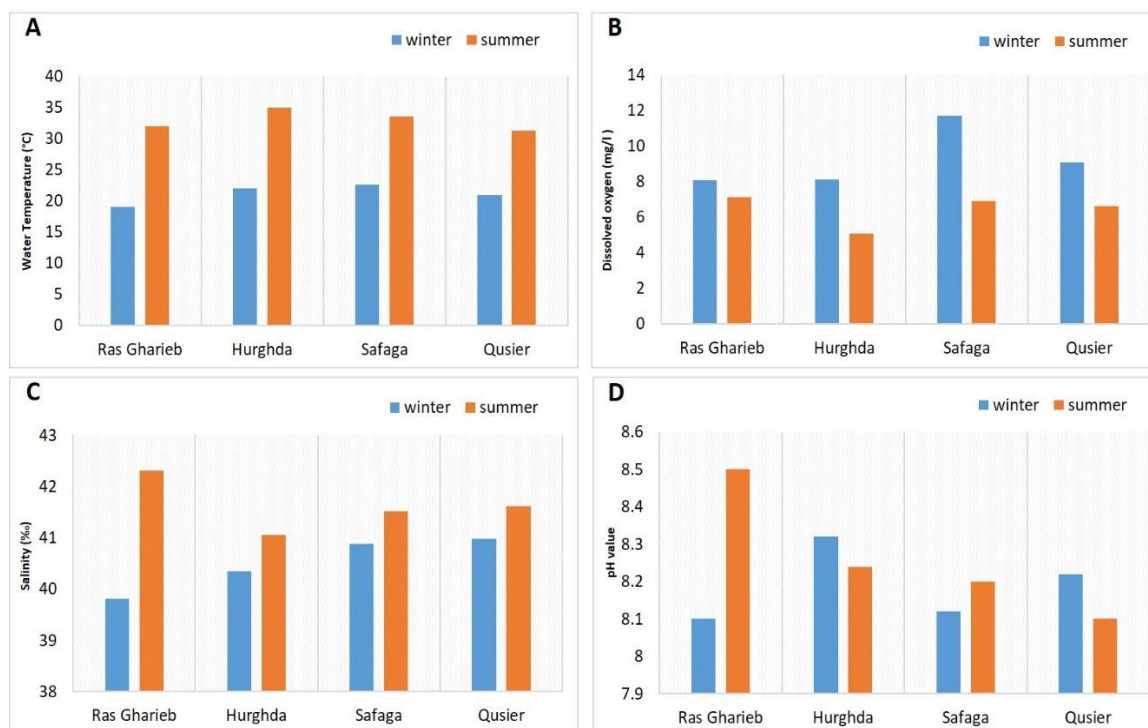 A
winter summer
Water Temperature (°C)
40
35
30
25
20
15
10
5
0
Ras Gharieb Hurghda Safaga Qusier
B
winter summer
Dissolved oxygen (mg/l )
14
12
10
8
6
4
2
0
Ras Gharieb Hurghda Safaga Qusier
C
winter summer
Salinity (‰)
43
42
41
40
39
38
Ras Gharieb Hurghda Safaga Qusier
D
winter summer
pH value
8.6
8.5
8.4
8.3
8.2
8.1
8
7.9
Ras Gharieb Hurghda Safaga Qusier